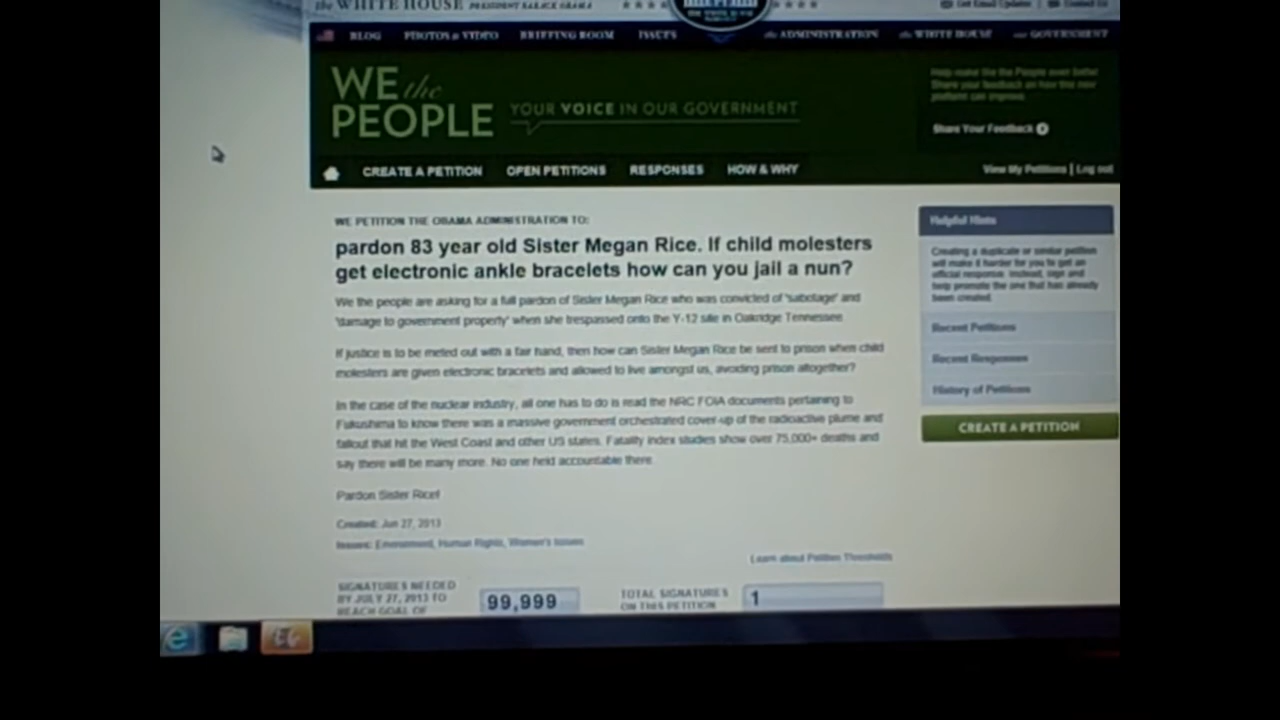 the WHITE HOUSE PRESIDENT BARACK OBAMA
Get Email Updates | Contact Us
BLOG PHOTOS & VIDEO BRIEFING ROOM ISSUES the ADMINISTRATION the WHITE HOUSE our GOVERNMENT
WE the
PEOPLE
YOUR VOICE IN OUR GOVERNMENT
Help make the the People even better
Share your feedback on how the new
platform can improve.
Share Your Feedback
CREATE A PETITION OPEN PETITIONS RESPONSES HOW & WHY
View My Petitions | Log out
WE PETITION THE OBAMA ADMINISTRATION TO:
pardon 83 year old Sister Megan Rice. If child molesters
get electronic ankle bracelets how can you jail a nun?
We the people are asking for a full pardon of Sister Megan Rice who was convicted of 'sabotage' and
'damage to government property' when she trespassed onto the Y-12 site in Oakridge Tennessee
If justice is to be meted out with a fair hand, then how can Sister Megan Rice be sent to prison when child
molesters are given electronic bracelets and allowed to live amongst us, avoiding prison altogether?
In the case of the nuclear industry, all one has to do is read the NRC FOIA documents pertaining to
Fukushima to know there was a massive government orchestrated cover-up of the radioactive plume and
fallout that hit the West Coast and other US states. Fatality index studies show over 75,000+ deaths and
say there will be many more. No one held accountable there.
Pardon Sister Rice!
Created: Jun 27, 2013
Issues: Environment, Human Rights, Women's Issues
Learn about Petition Thresholds
SIGNATURES NEEDED
BY JULY 27, 2013 TO
REACH GOAL OF
99,999
TOTAL SIGNATURES
ON THIS PETITION
1
Helpful Hints
Creating a duplicate or similar petition
will make it harder for you to get an
official response. Instead, sign and
help promote the one that has already
been created.
Recent Petitions
Recent Responses
History of Petitions
CREATE A PETITION